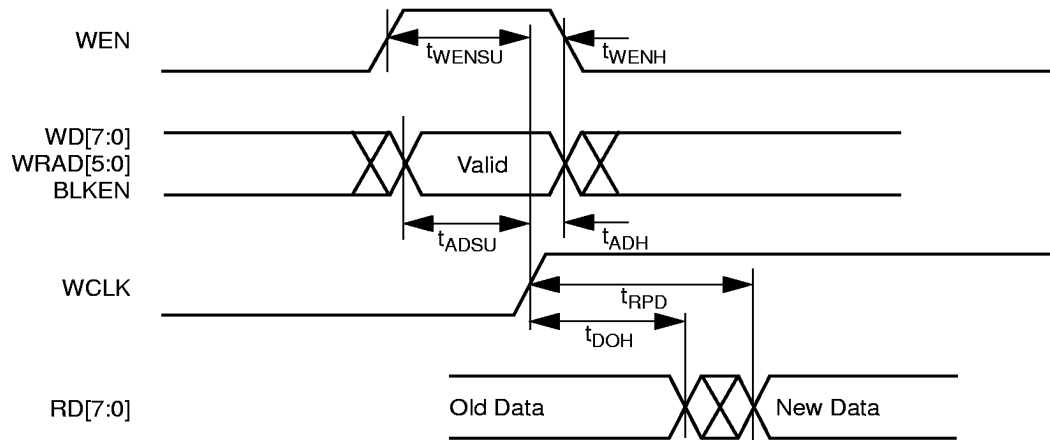 WEN
tWENSU
tWENH
WD[7:0]
WRAD[5:0]
BLKEN
Valid
tADSU
tADH
WCLK
tRPD
tDOH
RD[7:0]
Old Data
New Data